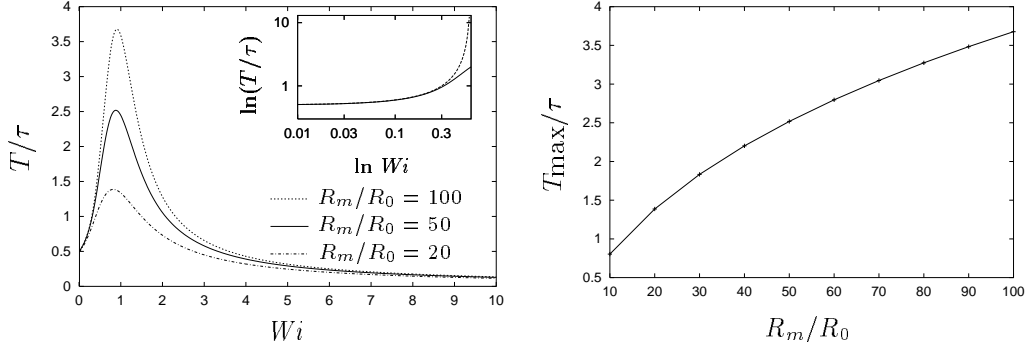 4
3.5
3
2.5
2
1.5
1
0.5
0
T/τ
0 1 2 3 4 5 6 7 8 9 10
Wi
10
1
ln(T/τ)
0.01 0.03 0.1 0.3
ln Wi
R_m/R_0 = 100
R_m/R_0 = 50
R_m/R_0 = 20
4
3.5
3
2.5
2
1.5
1
0.5
T_max/τ
10 20 30 40 50 60 70 80 90 100
R_m/R_0